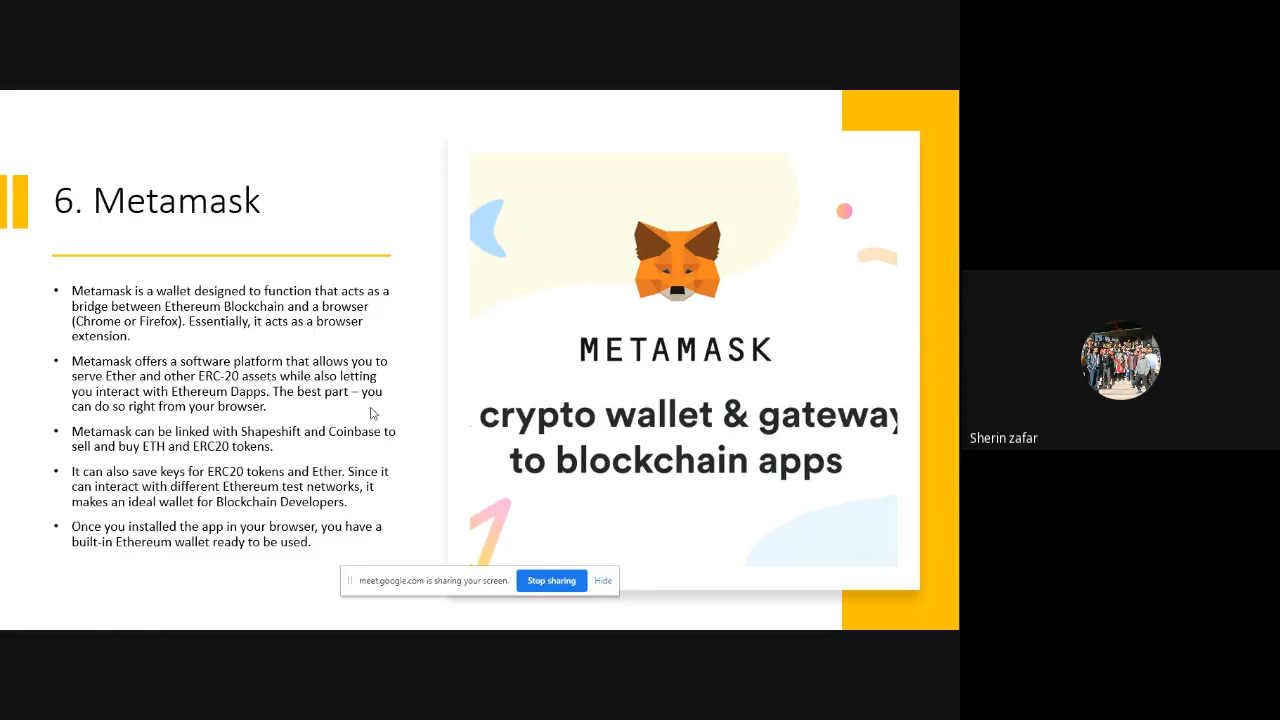 6. Metamask
• Metamask is a wallet designed to function that acts as a
bridge between Ethereum Blockchain and a browser
(Chrome or Firefox). Essentially, it acts as a browser
extension.
• Metamask offers a software platform that allows you to
serve Ether and other ERC-20 assets while also letting
you interact with Ethereum Dapps. The best part – you
can do so right from your browser.
• Metamask can be linked with Shapeshift and Coinbase to
sell and buy ETH and ERC20 tokens.
• It can also save keys for ERC20 tokens and Ether. Since it
can interact with different Ethereum test networks, it
makes an ideal wallet for Blockchain Developers.
• Once you installed the app in your browser, you have a
built-in Ethereum wallet ready to be used.
METAMASK
crypto wallet & gateway
to blockchain apps
meet.google.com is sharing your screen. Stop sharing Hide
Sherin zafar